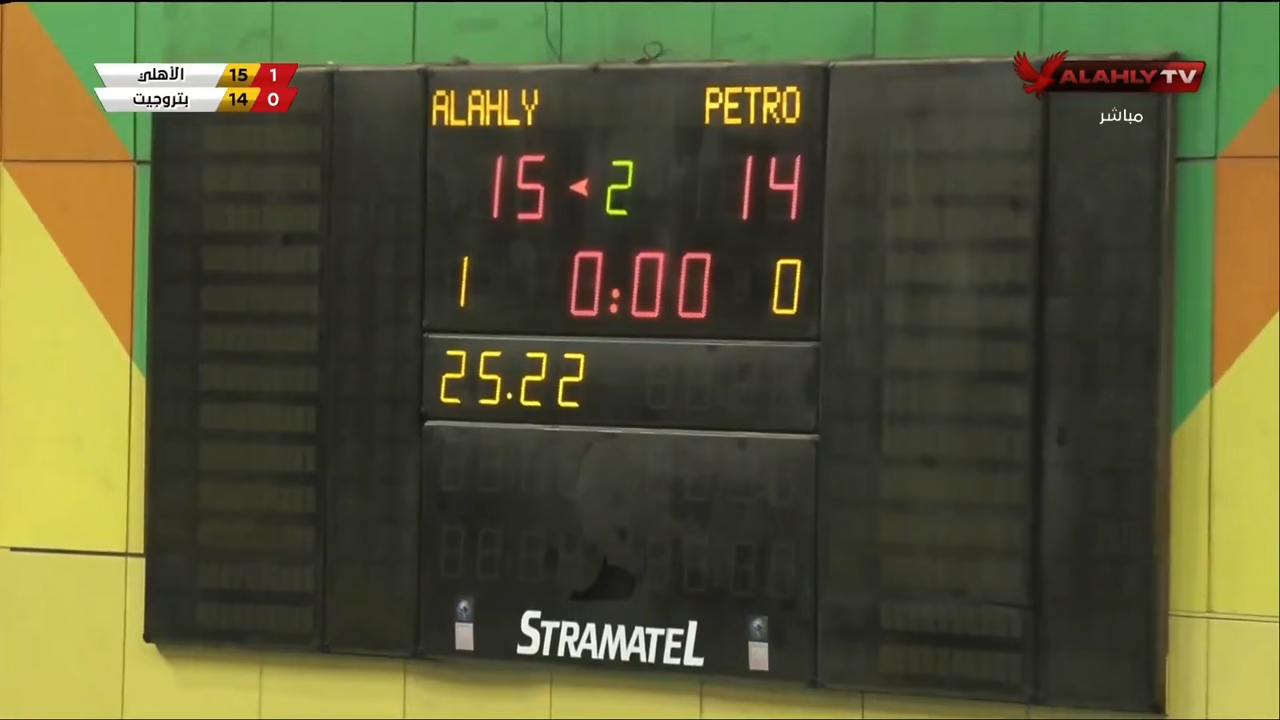 الأهلي 15 1
بتروجيت 14 0
ALAHLY TV
مباشر
ALAHLY PETRO
15 2 14
1 0:00 0
25.22
STRAMATEL